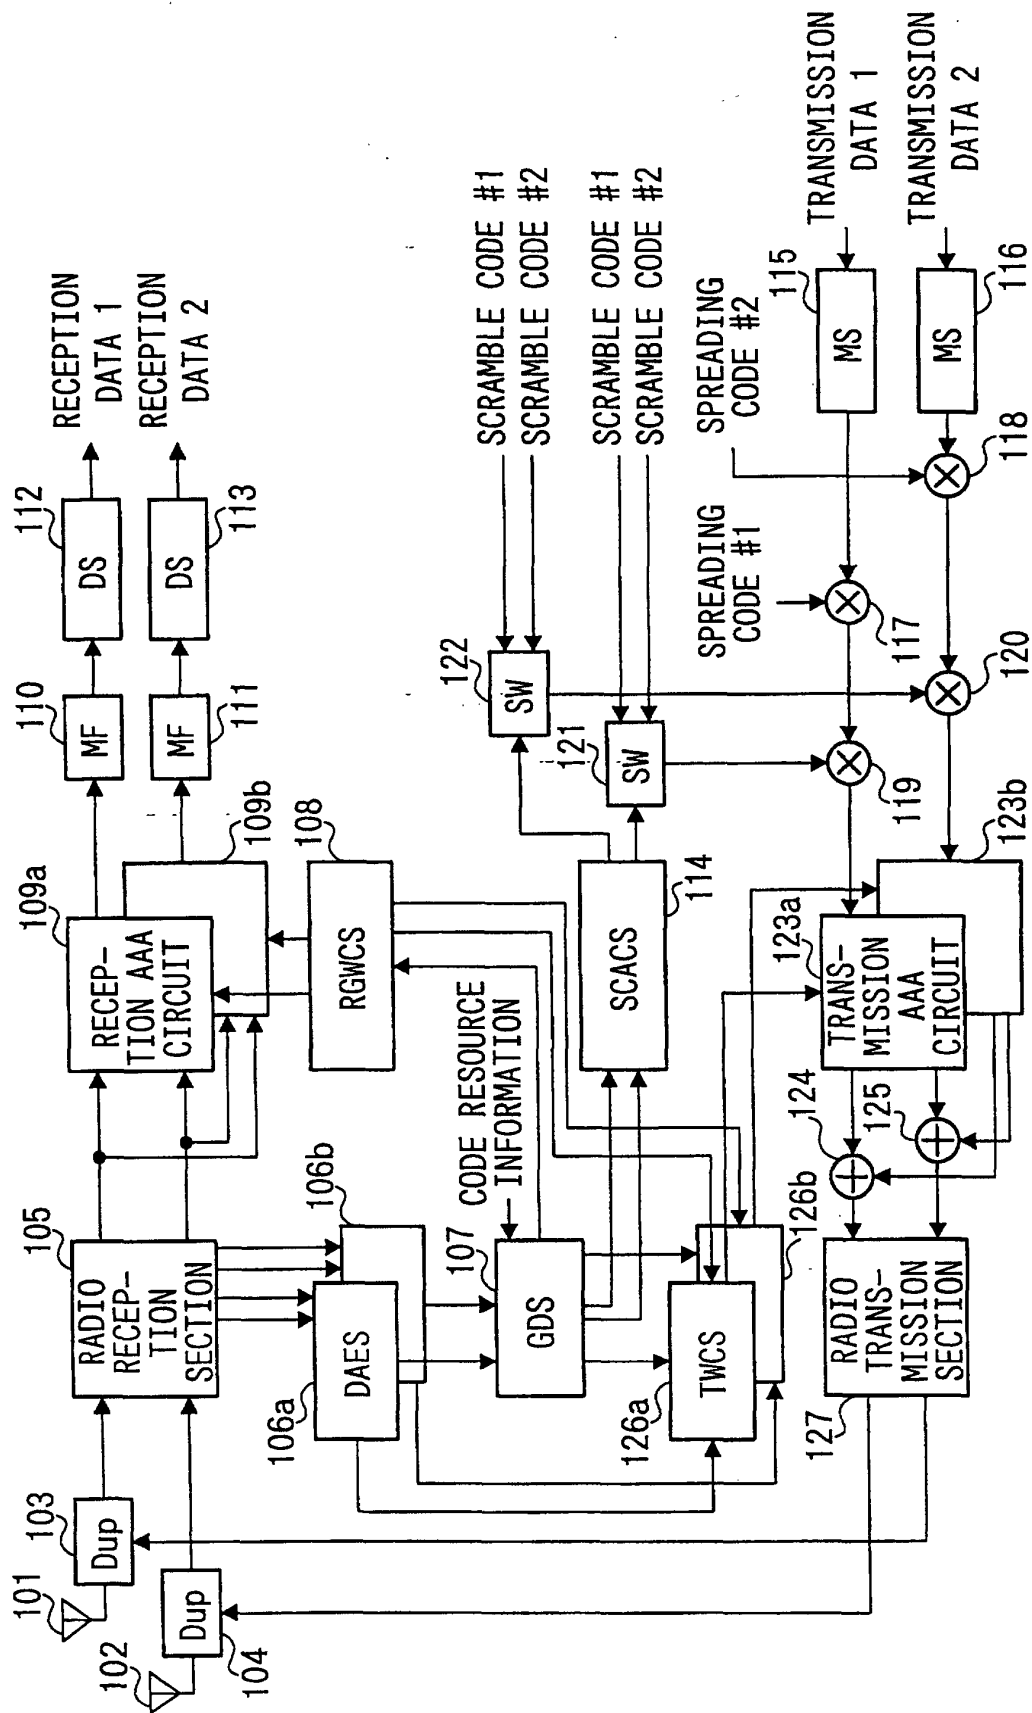 101
102
Dup
103
Dup
104
105
RADIO
RECEP-
TION
SECTION
109a
RECEP-
TION AAA
CIRCUIT
109b
110
MF
MF
111
112
DS
DS
113
RECEPTION
DATA 1
RECEPTION
DATA 2
106a
DAES
106b
108
RGWCS
107
GDS
CODE RESOURCE
INFORMATION
114
SCACS
122
SW
121
SW
SCRAMBLE CODE #1
SCRAMBLE CODE #2
SCRAMBLE CODE #1
SCRAMBLE CODE #2
126a
TWCS
126b
SPREADING
CODE #1
SPREADING
CODE #2
115
MS
MS
116
TRANSMISSION
DATA 1
TRANSMISSION
DATA 2
117
118
119
120
123a
TRANS-
MISSION
AAA
CIRCUIT
123b
124
125
127
RADIO
TRANS-
MISSION
SECTION